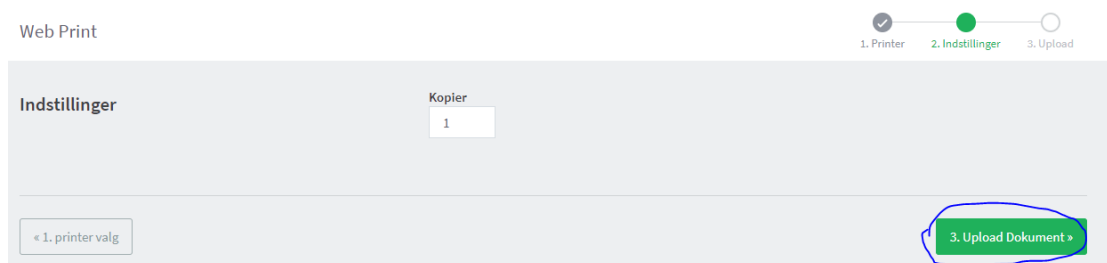 Web Print
1. Printer
2. Indstillinger
3. Upload
Indstillinger
Kopier
1
« 1. printer valg
3. Upload Dokument »